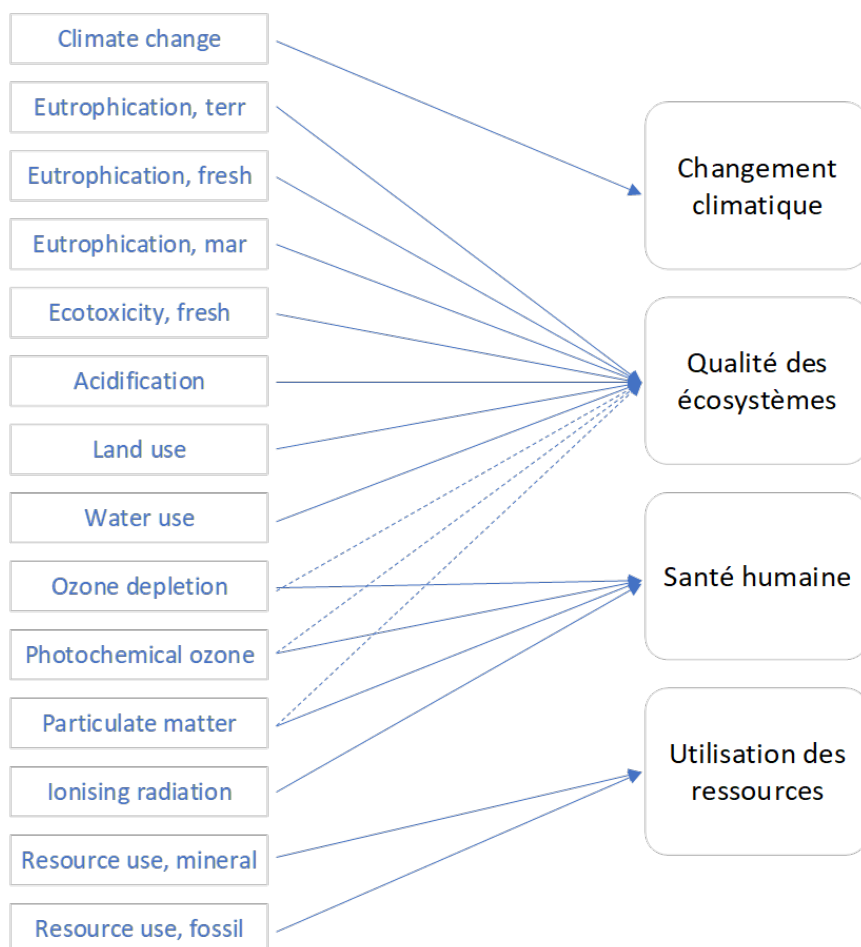 Climate change
Eutrophication, terr
Eutrophication, fresh
Eutrophication, mar
Ecotoxicity, fresh
Acidification
Land use
Water use
Ozone depletion
Photochemical ozone
Particulate matter
Ionising radiation
Resource use, mineral
Resource use, fossil
Changement
climatique
Qualité des
écosystèmes
Santé humaine
Utilisation des
ressources